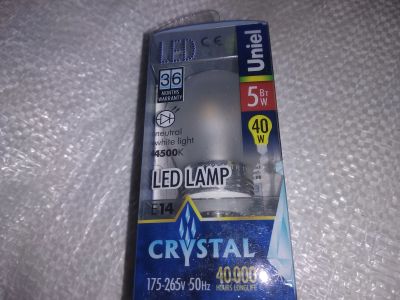 LED CE
Uniel
36
MONTHS
WARRANTY
5 Вт
W
neutral
white light
4500K
40
W
LED LAMP
E14
CRYSTAL
175-265V 50Hz
40 000
HOURS LONGLIFE